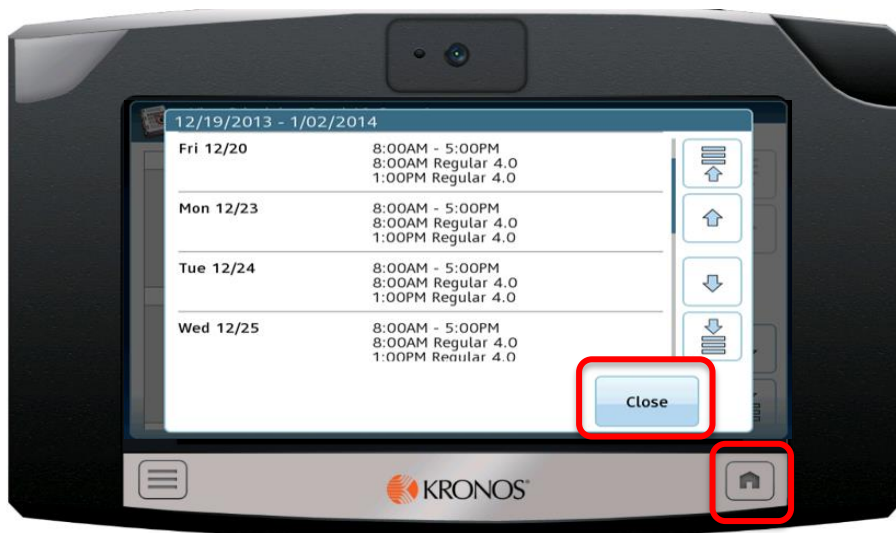 12/19/2013 - 1/02/2014
Fri 12/20
8:00AM - 5:00PM
8:00AM Regular 4.0
1:00PM Regular 4.0
Mon 12/23
8:00AM - 5:00PM
8:00AM Regular 4.0
1:00PM Regular 4.0
Tue 12/24
8:00AM - 5:00PM
8:00AM Regular 4.0
1:00PM Regular 4.0
Wed 12/25
8:00AM - 5:00PM
8:00AM Regular 4.0
1:00PM Regular 4.0
Close
KRONOS